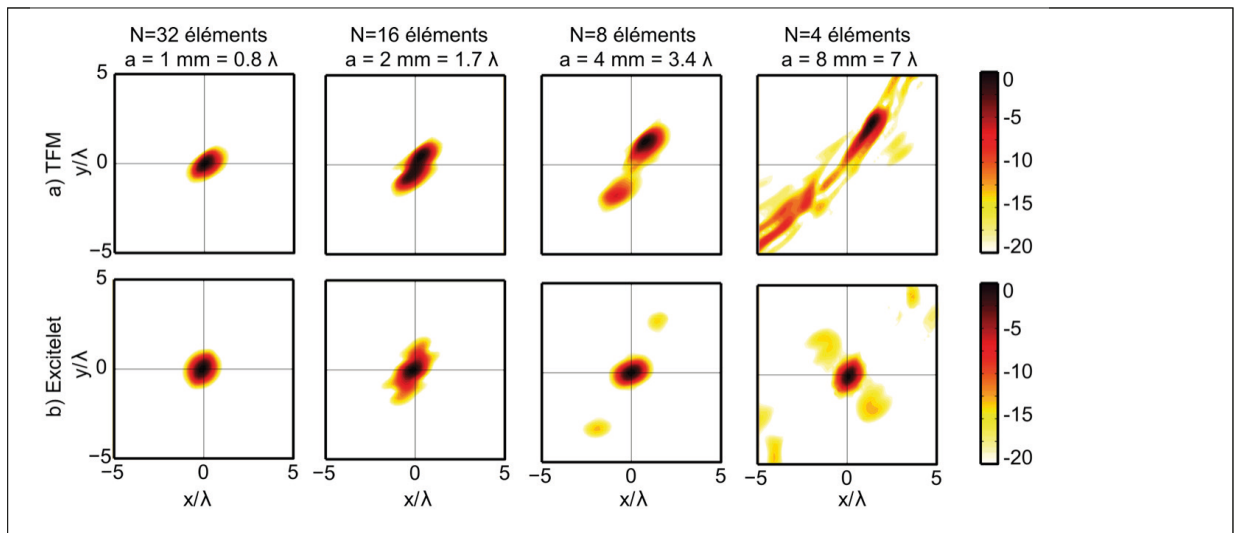 N=32 éléments
a = 1 mm = 0.8 λ
N=16 éléments
a = 2 mm = 1.7 λ
N=8 éléments
a = 4 mm = 3.4 λ
N=4 éléments
a = 8 mm = 7 λ
a) TFM
y/λ
5
0
−5
0
-5
-10
-15
-20
b) Excitelet
y/λ
5
0
−5
−5
0
5
x/λ
−5
0
5
x/λ
−5
0
5
x/λ
−5
0
5
x/λ
0
-5
-10
-15
-20